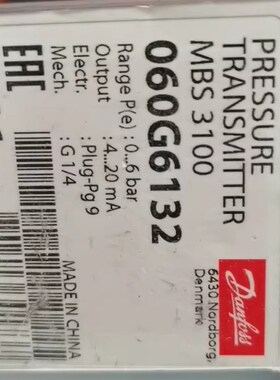 PRESSURE
TRANSMITTER
MBS 3100
060G6132
Range P(e) : 0...6 bar
Output : 4...20 mA
Electr. : Plug-Pg 9
Mech. : G 1/4
EAC
MADE IN CHINA
Danfoss
6430 Nordborg,
Denmark